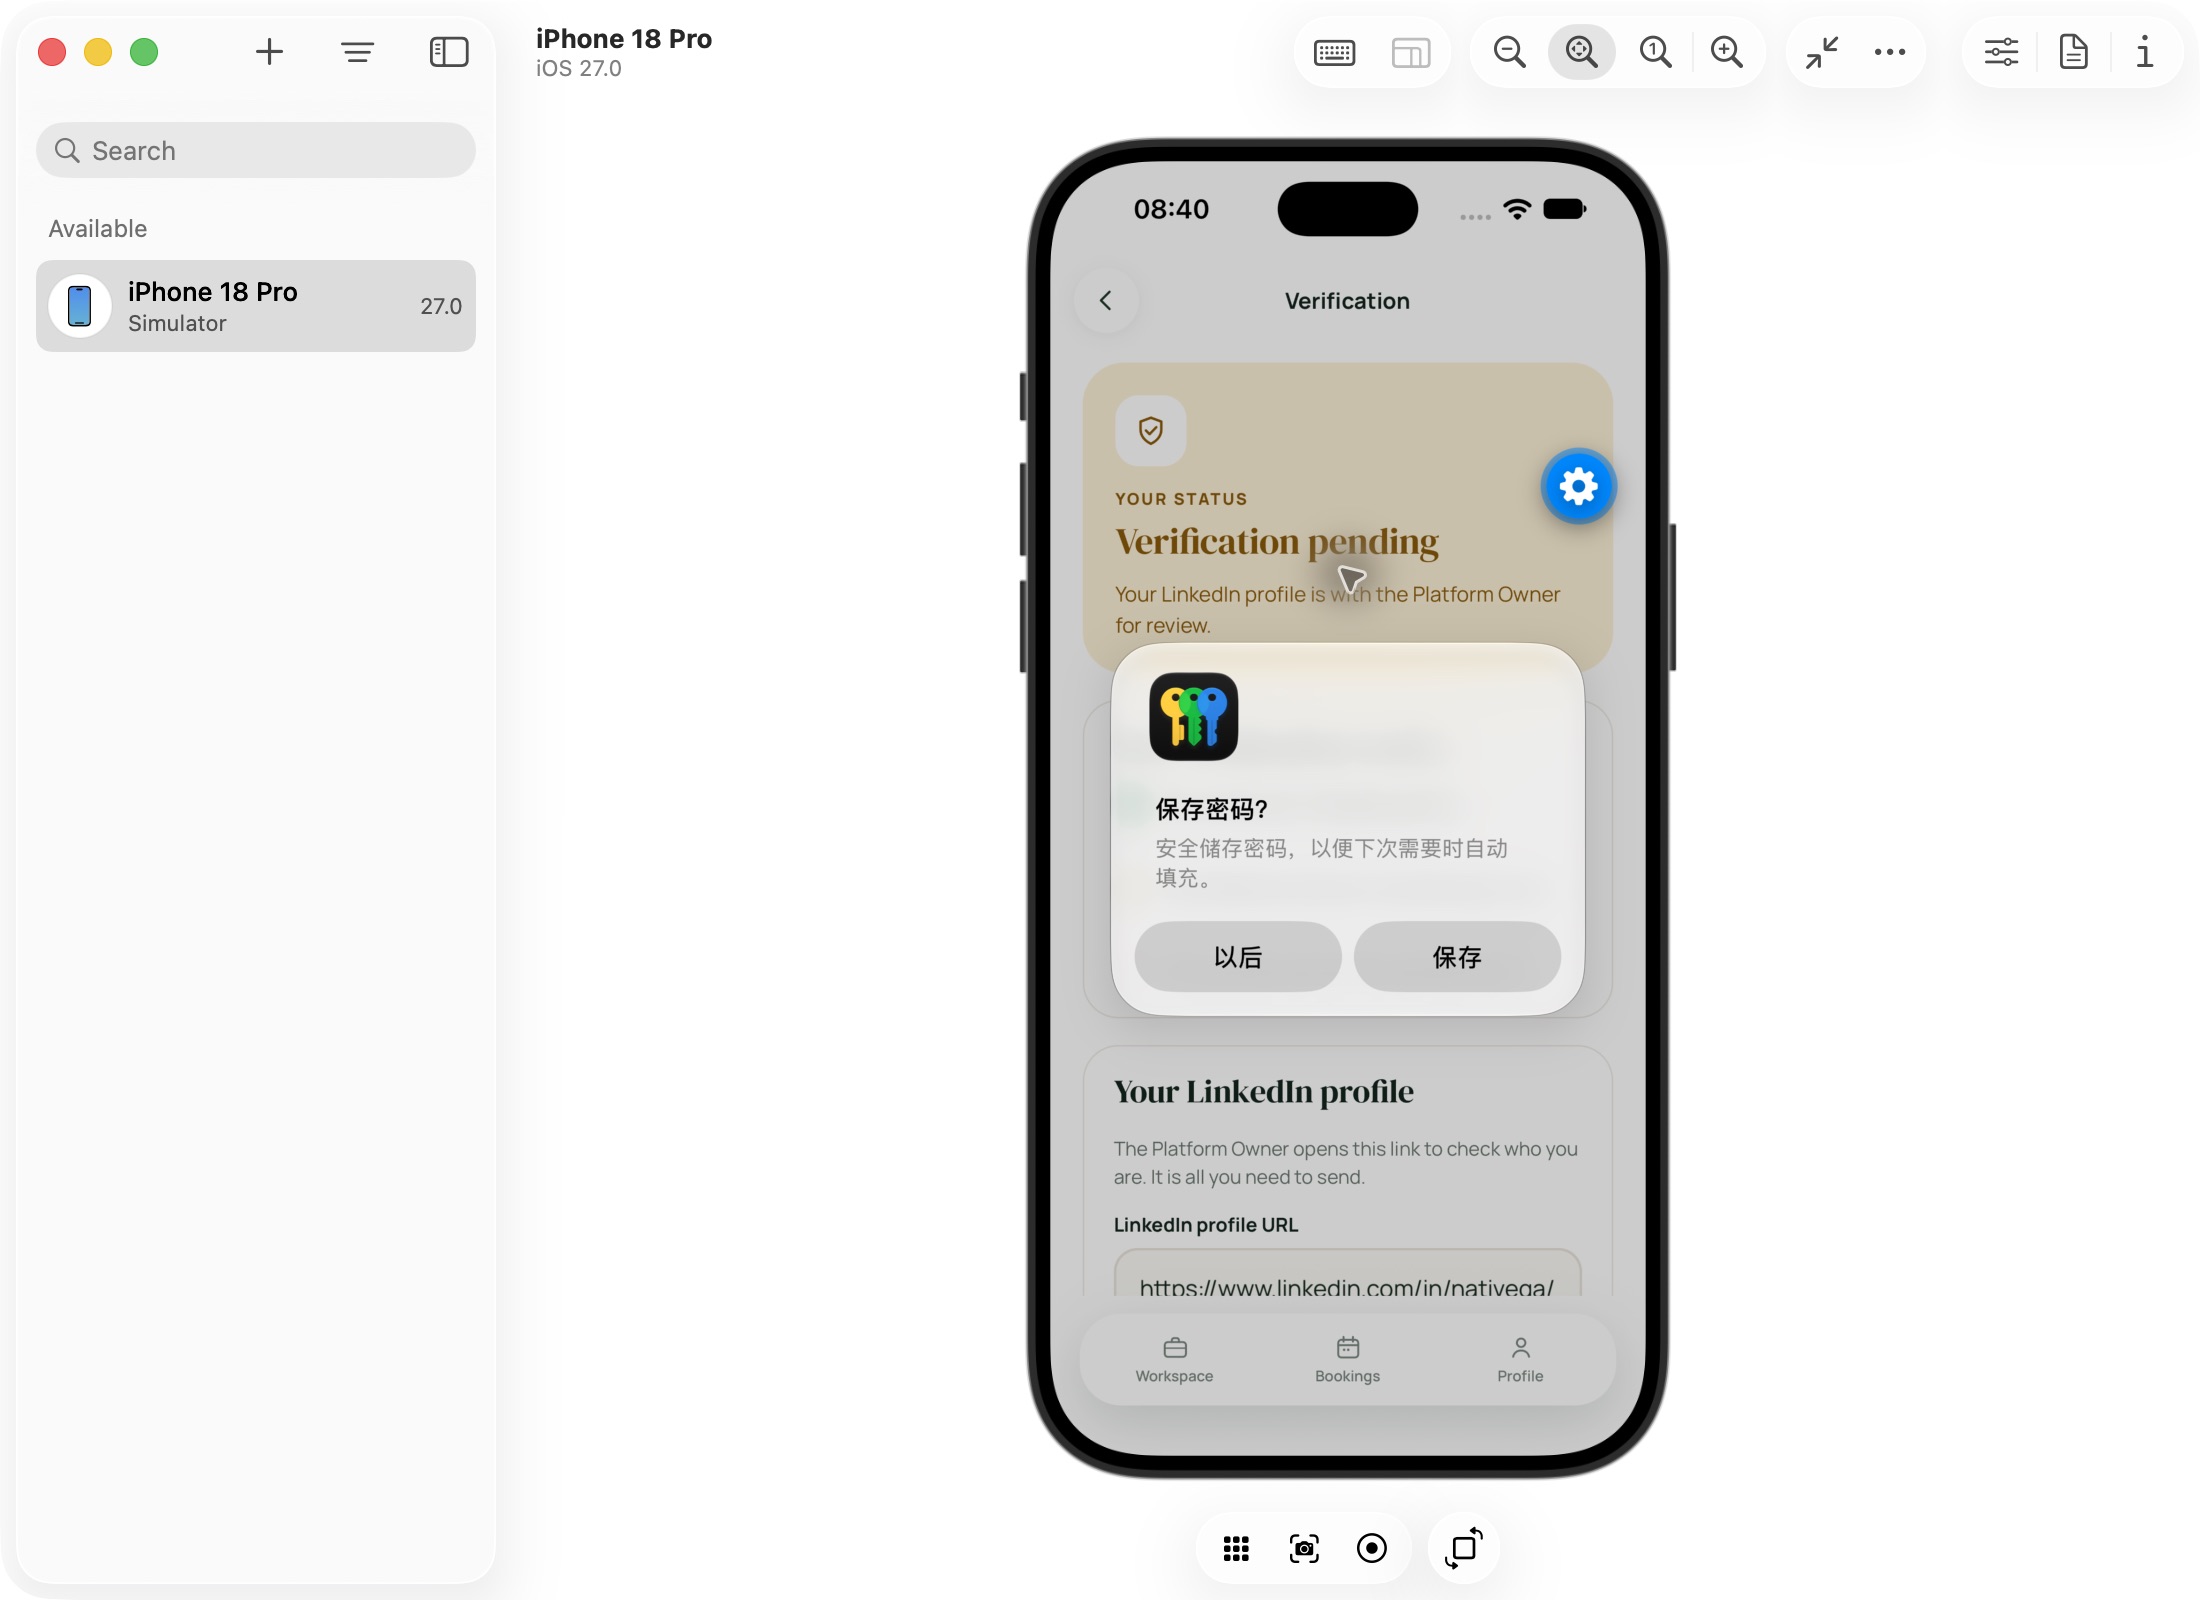 iPhone 18 Pro
iOS 27.0
Search
Available
iPhone 18 Pro
Simulator
27.0
08:40
Verification
YOUR STATUS
Verification pending
Your LinkedIn profile is with the Platform Owner
for review.
保存密码?
安全储存密码，以便下次需要时自动
填充。
以后
保存
Your LinkedIn profile
The Platform Owner opens this link to check who you
are. It is all you need to send.
LinkedIn profile URL
https://www.linkedin.com/in/nativeqa/
Workspace
Bookings
Profile